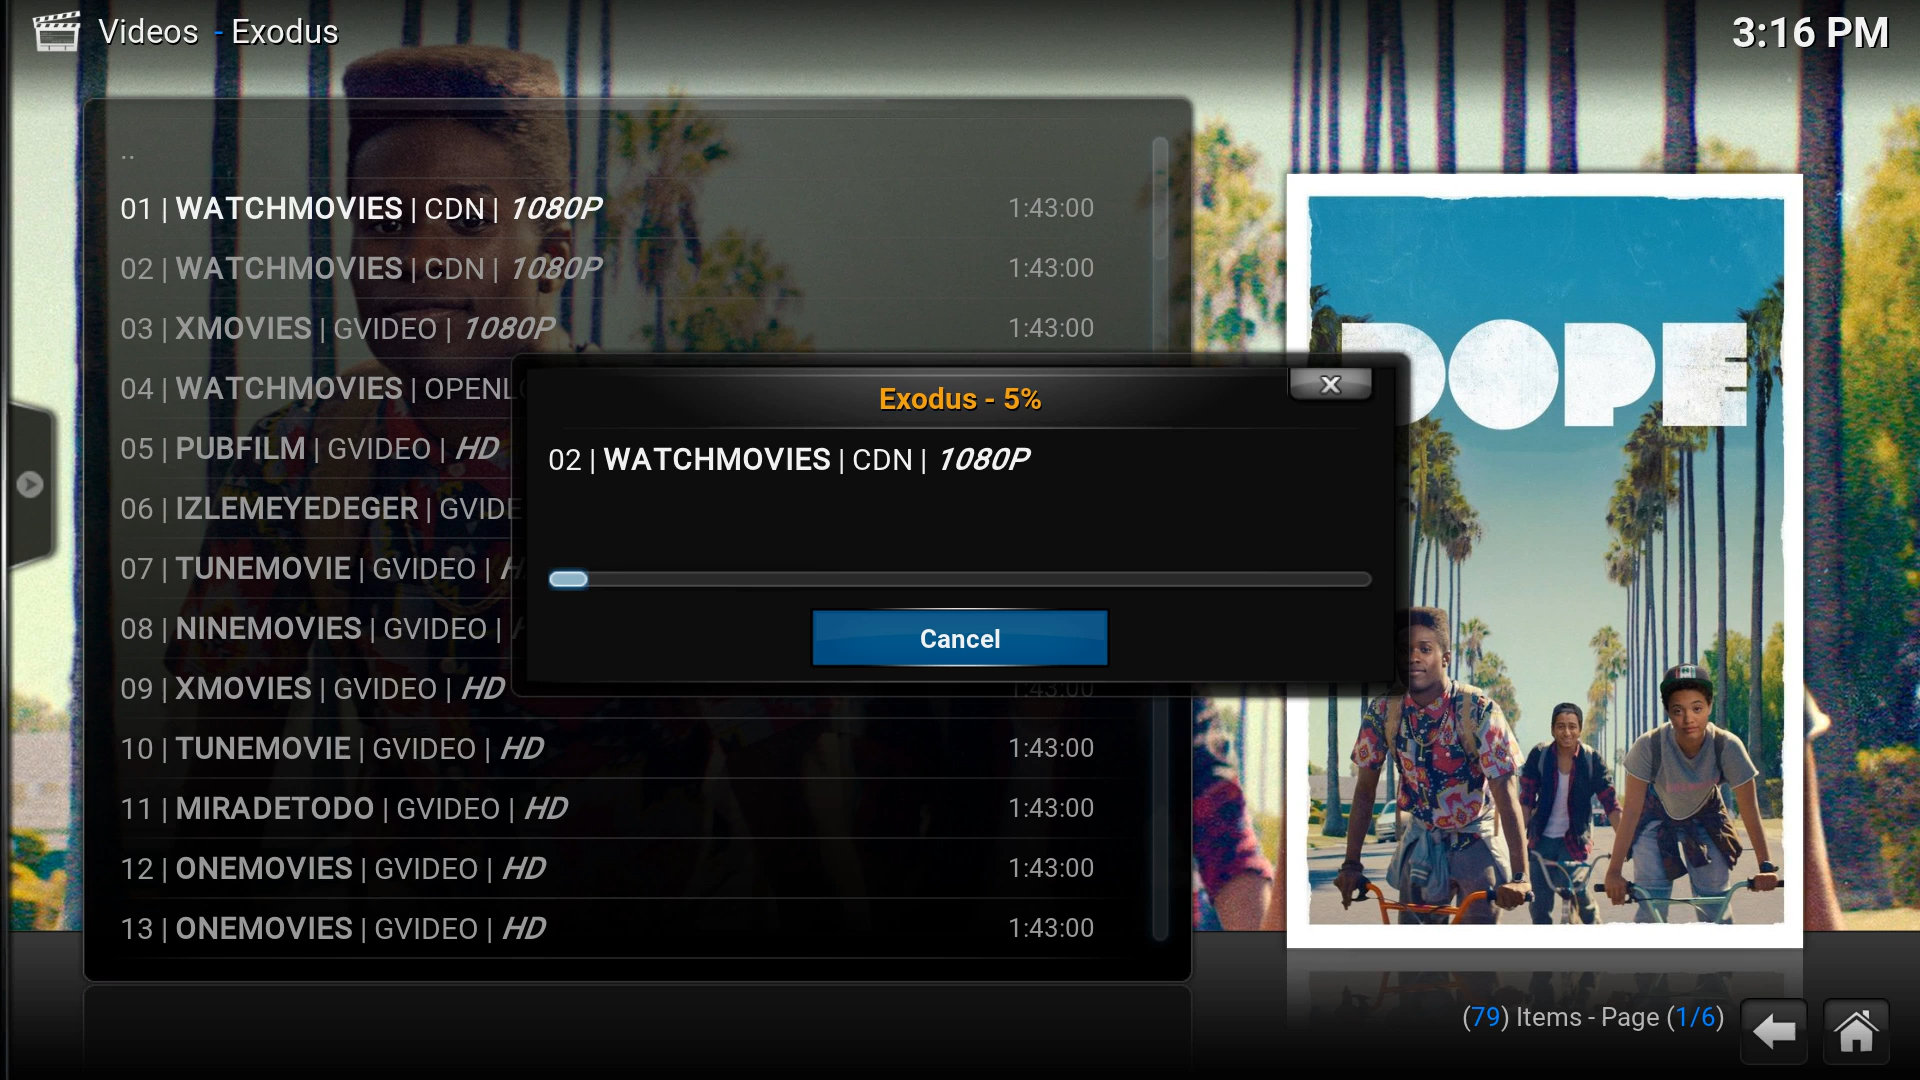 Videos - Exodus
3:16 PM
..
01 | WATCHMOVIES | CDN | 1080P 1:43:00
02 | WATCHMOVIES | CDN | 1080P 1:43:00
03 | XMOVIES | GVIDEO | 1080P 1:43:00
04 | WATCHMOVIES | OPENL
05 | PUBFILM | GVIDEO | HD
06 | IZLEMEYEDEGER | GVIDE
07 | TUNEMOVIE | GVIDEO | H
08 | NINEMOVIES | GVIDEO |
09 | XMOVIES | GVIDEO | HD 1:43:00
10 | TUNEMOVIE | GVIDEO | HD 1:43:00
11 | MIRADETODO | GVIDEO | HD 1:43:00
12 | ONEMOVIES | GVIDEO | HD 1:43:00
13 | ONEMOVIES | GVIDEO | HD 1:43:00
Exodus - 5%
X
02 | WATCHMOVIES | CDN | 1080P
Cancel
DOPE
(79) Items - Page (1/6)